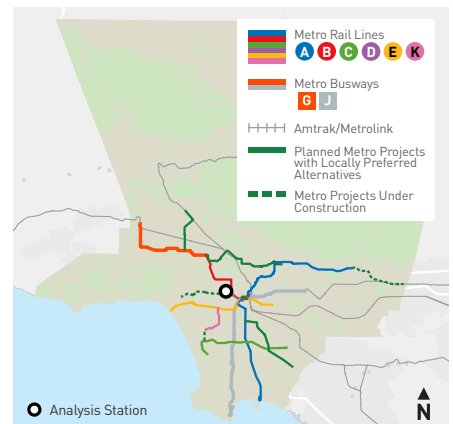 Metro Rail Lines
A B C D E K
Metro Busways
G J
Amtrak/Metrolink
Planned Metro Projects
with Locally Preferred
Alternatives
Metro Projects Under
Construction
Analysis Station
N